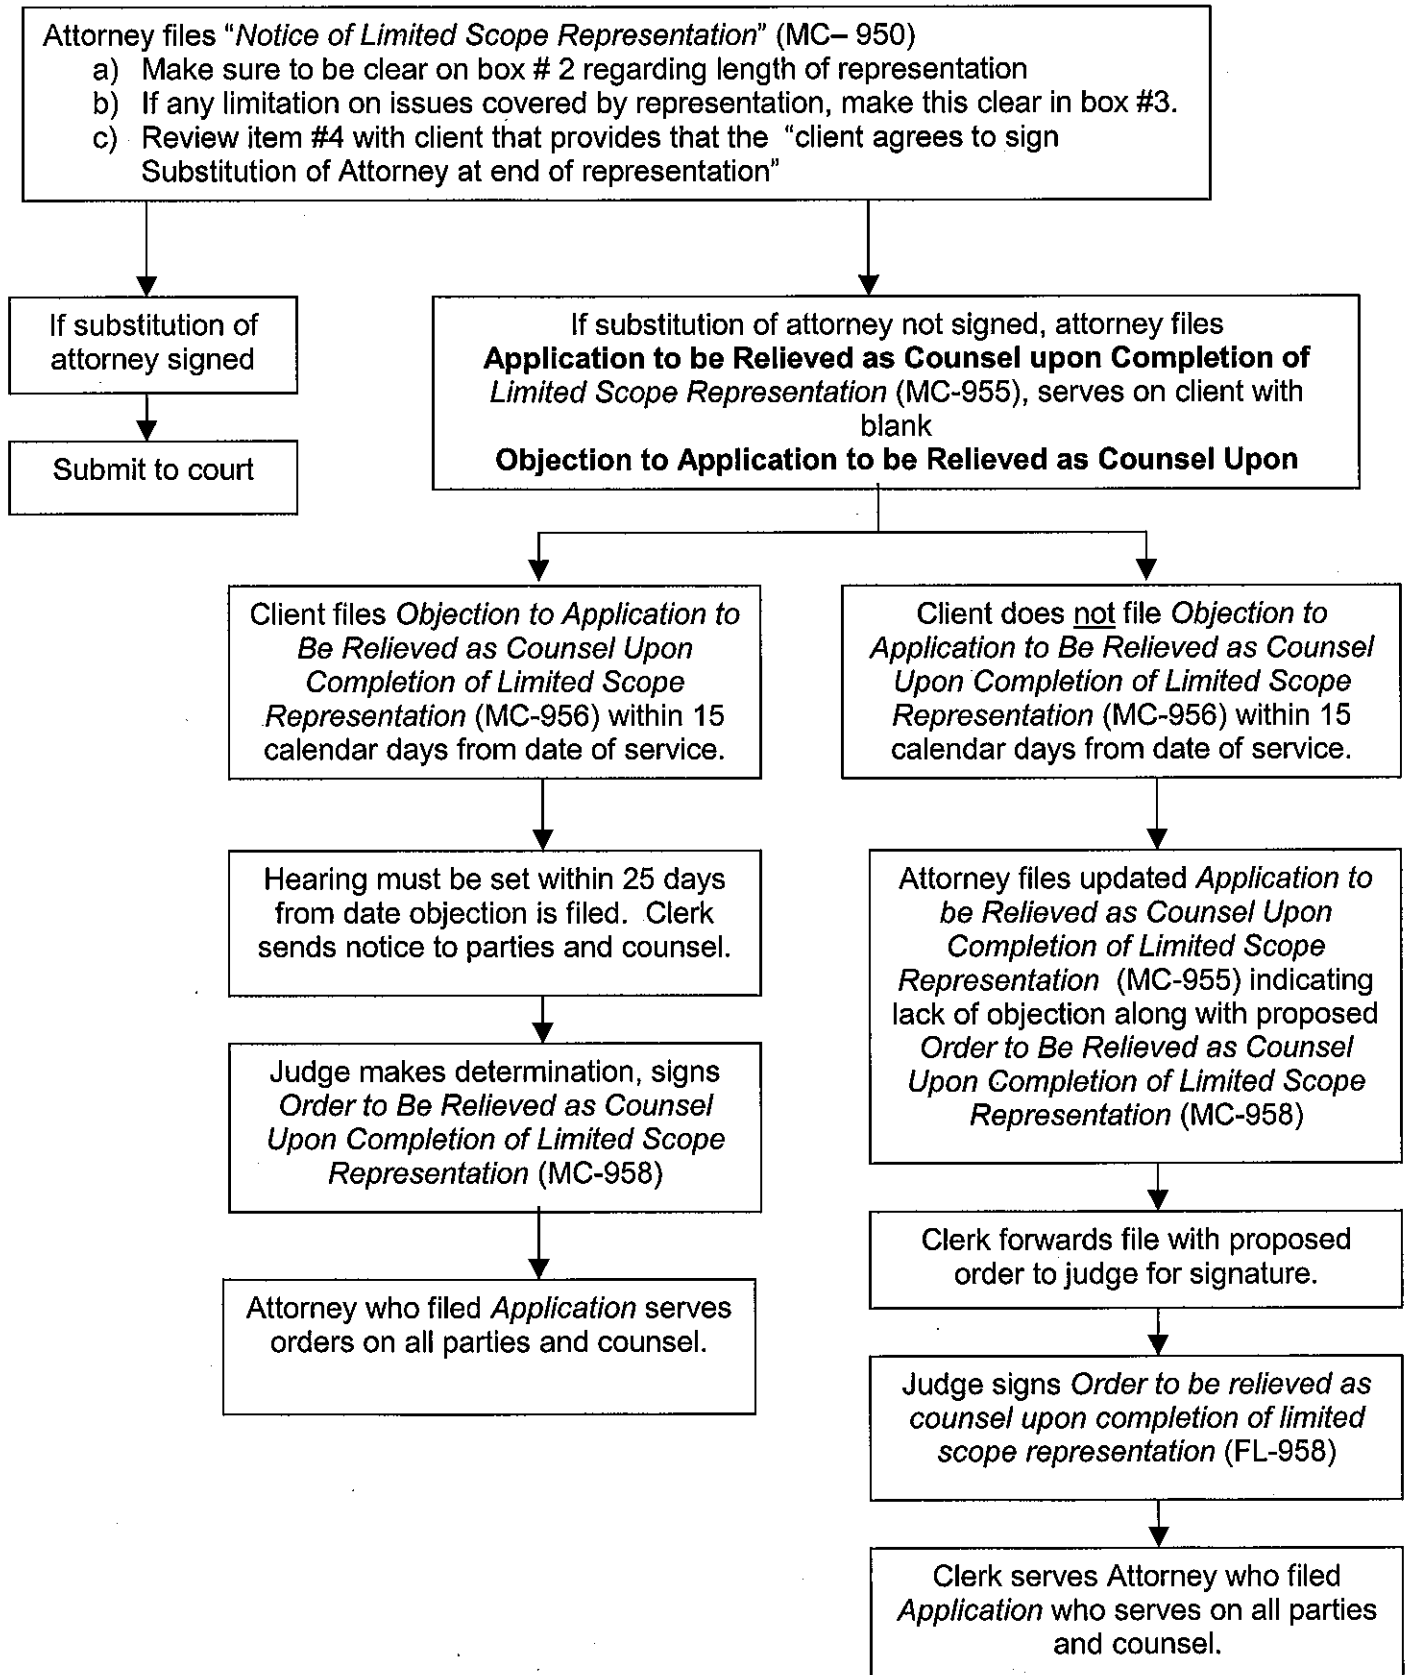 Attorney files “Notice of Limited Scope Representation” (MC– 950)
a) Make sure to be clear on box # 2 regarding length of representation
b) If any limitation on issues covered by representation, make this clear in box #3.
c) Review item #4 with client that provides that the “client agrees to sign
Substitution of Attorney at end of representation”
If substitution of
attorney signed
Submit to court
If substitution of attorney not signed, attorney files
Application to be Relieved as Counsel upon Completion of
Limited Scope Representation (MC-955), serves on client with
blank
Objection to Application to be Relieved as Counsel Upon
Client files Objection to Application to
Be Relieved as Counsel Upon
Completion of Limited Scope
Representation (MC-956) within 15
calendar days from date of service.
Hearing must be set within 25 days
from date objection is filed. Clerk
sends notice to parties and counsel.
Judge makes determination, signs
Order to Be Relieved as Counsel
Upon Completion of Limited Scope
Representation (MC-958)
Attorney who filed Application serves
orders on all parties and counsel.
Client does not file Objection to
Application to Be Relieved as Counsel
Upon Completion of Limited Scope
Representation (MC-956) within 15
calendar days from date of service.
Attorney files updated Application to
be Relieved as Counsel Upon
Completion of Limited Scope
Representation (MC-955) indicating
lack of objection along with proposed
Order to Be Relieved as Counsel
Upon Completion of Limited Scope
Representation (MC-958)
Clerk forwards file with proposed
order to judge for signature.
Judge signs Order to be relieved as
counsel upon completion of limited
scope representation (FL-958)
Clerk serves Attorney who filed
Application who serves on all parties
and counsel.